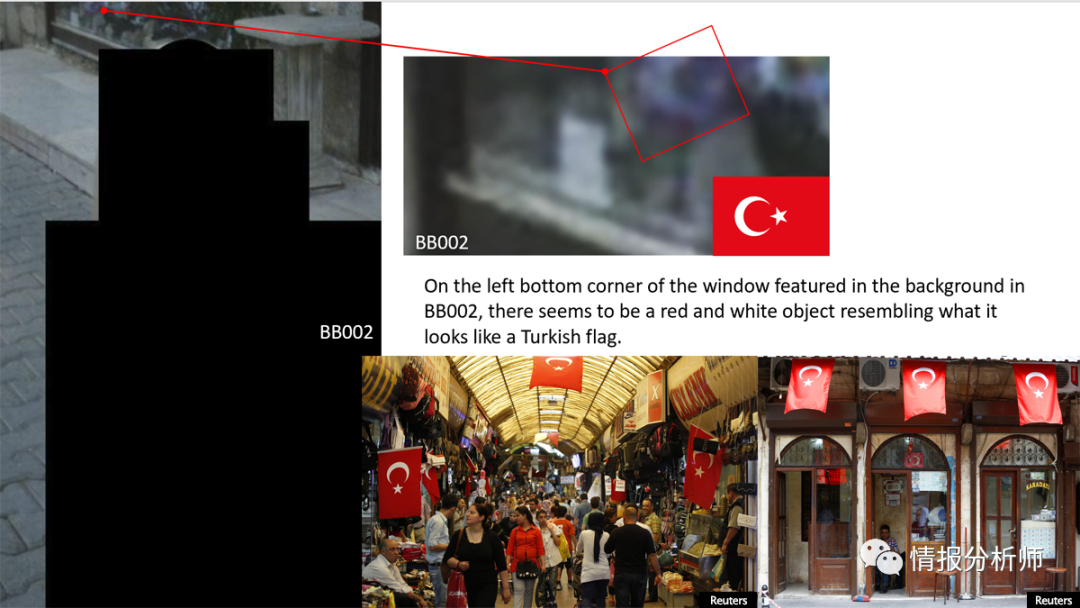 BB002
On the left bottom corner of the window featured in the background in
BB002, there seems to be a red and white object resembling what it
looks like a Turkish flag.
BB002
Reuters
情报分析师
Reuters